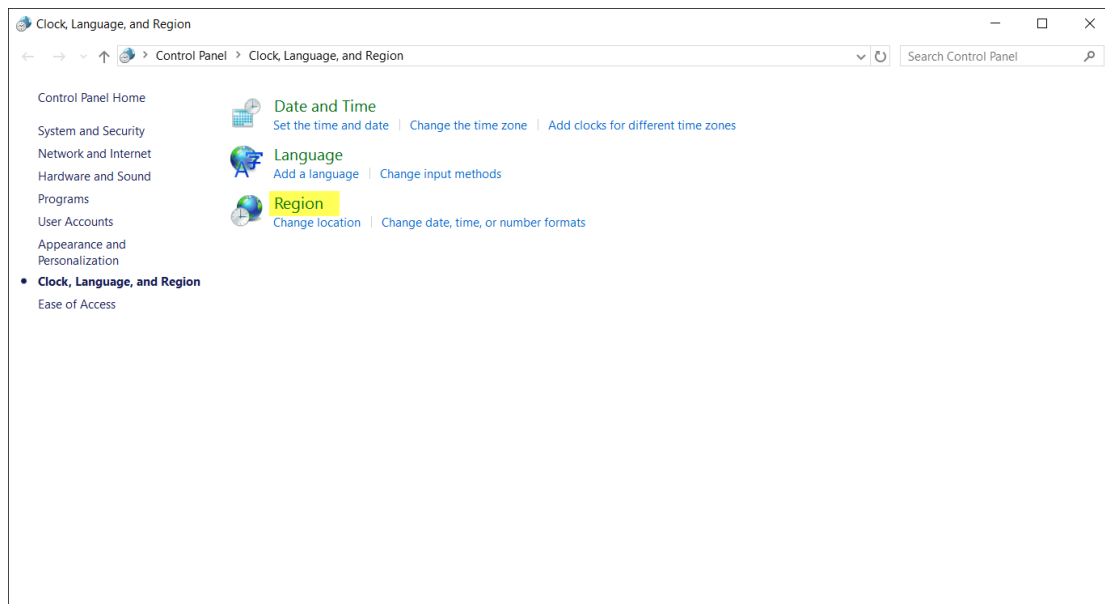 Clock, Language, and Region
Control Panel > Clock, Language, and Region
Search Control Panel
Control Panel Home
System and Security
Network and Internet
Hardware and Sound
Programs
User Accounts
Appearance and
Personalization
Clock, Language, and Region
Ease of Access
Date and Time
Set the time and date | Change the time zone | Add clocks for different time zones
Language
Add a language | Change input methods
Region
Change location | Change date, time, or number formats